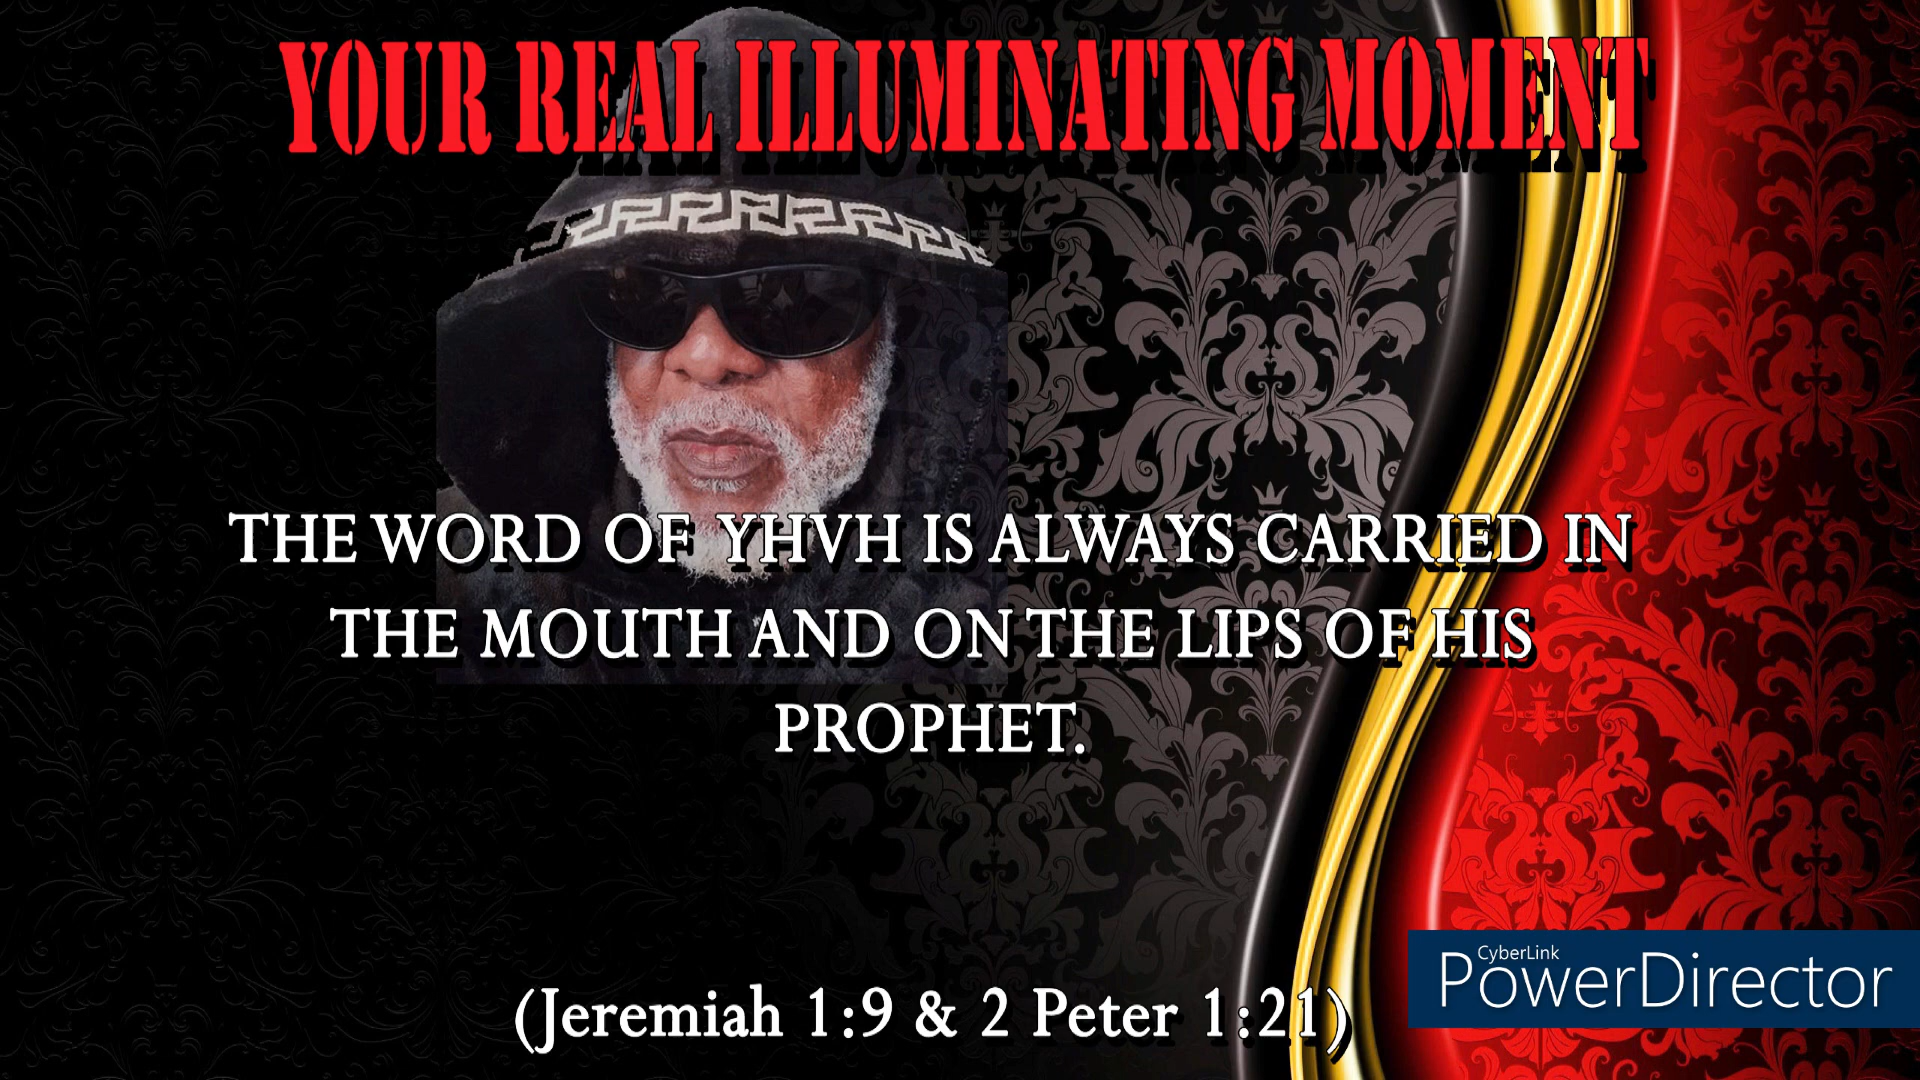 YOUR REAL ILLUMINATING MOMENT
THE WORD OF YHVH IS ALWAYS CARRIED IN
THE MOUTH AND ON THE LIPS OF HIS
PROPHET.
(Jeremiah 1:9 & 2 Peter 1:21)
CyberLink
PowerDirector